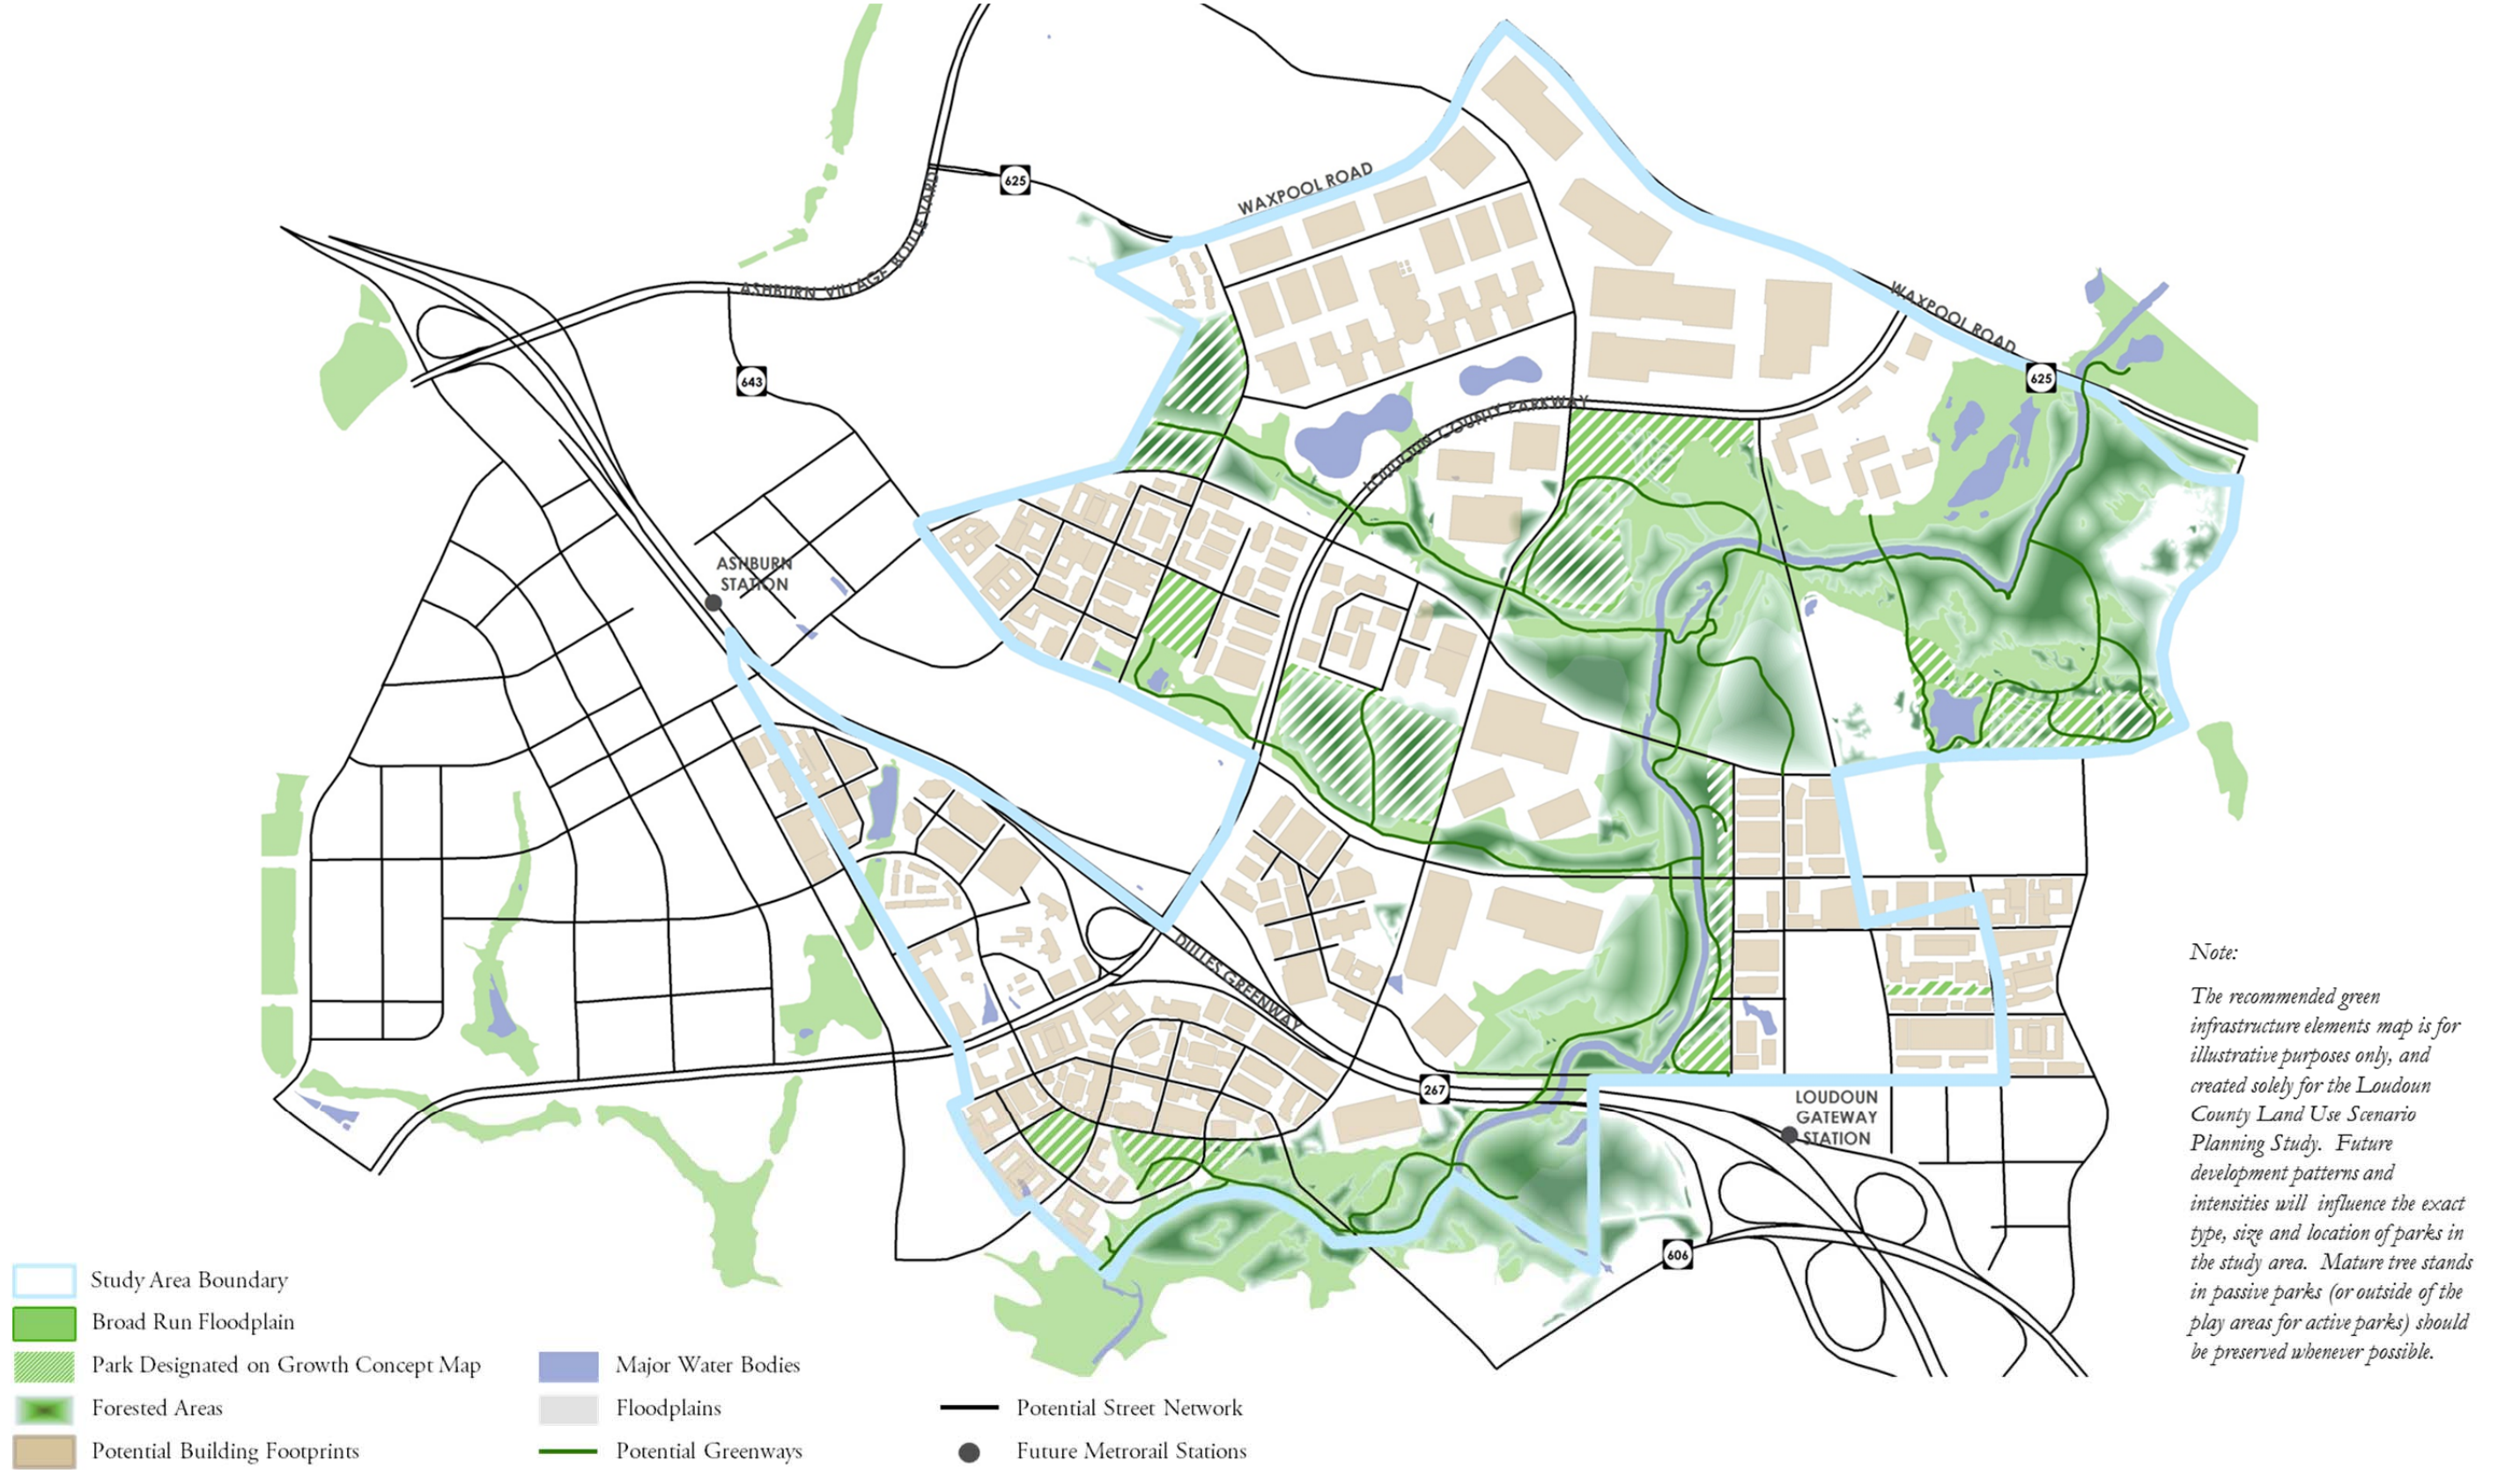 WAXPOOL ROAD
625
ASHBURN VILLAGE BOULEVARD
WAXPOOL ROAD
625
643
LOUDOUN COUNTY PARKWAY
ASHBURN
STATION
DULLES GREENWAY
267
LOUDOUN
GATEWAY
STATION
606
Note:
The recommended green
infrastructure elements map is for
illustrative purposes only, and
created solely for the Loudoun
County Land Use Scenario
Planning Study. Future
development patterns and
intensities will influence the exact
type, size and location of parks in
the study area. Mature tree stands
in passive parks (or outside of the
play areas for active parks) should
be preserved whenever possible.
Study Area Boundary
Broad Run Floodplain
Park Designated on Growth Concept Map
Forested Areas
Potential Building Footprints
Major Water Bodies
Floodplains
Potential Greenways
Potential Street Network
Future Metrorail Stations